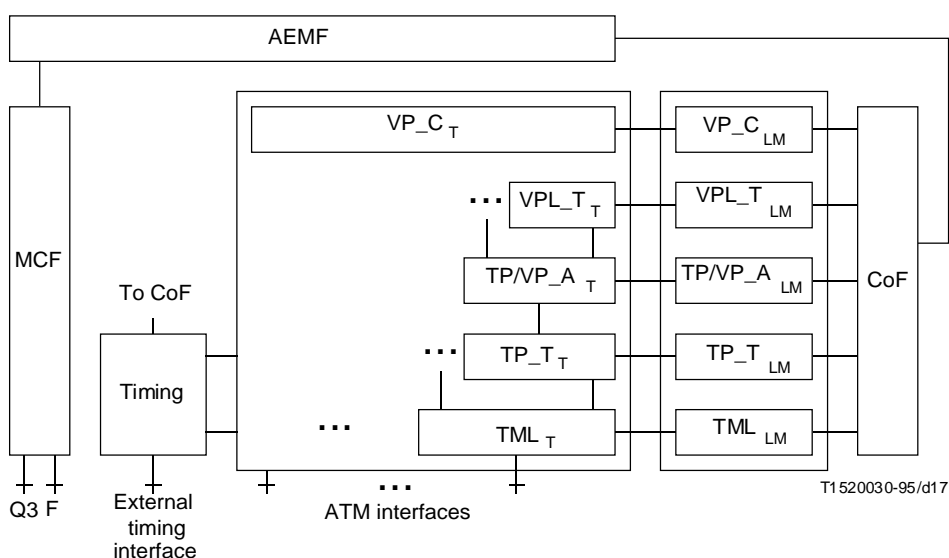 AEMF
VP_C T
VP_C LM
... VPL_T T
VPL_T LM
MCF
TP/VP_A T
TP/VP_A LM
CoF
To CoF
... TP_T T
TP_T LM
Timing
...
TML T
TML LM
Q3 F
External
timing
interface
...
ATM interfaces
T1520030-95/d17